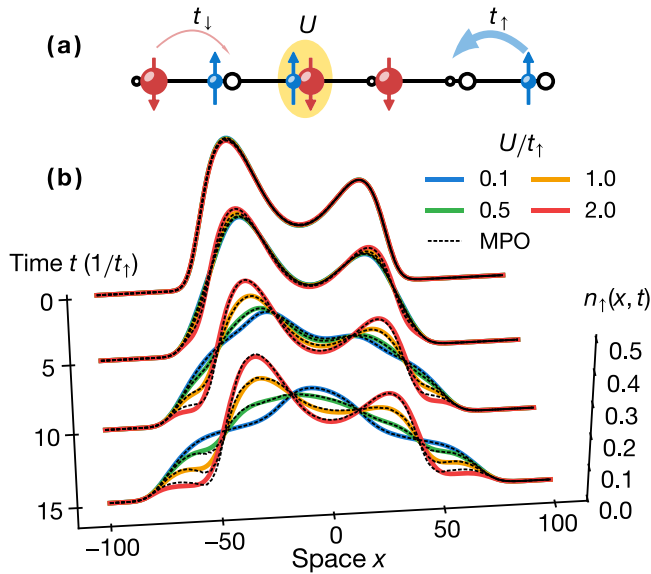 (a)
t↓
U
t↑
(b)
U/t↑
0.1
1.0
0.5
2.0
MPO
Time t (1/t↑)
n↑(x, t)
0
5
10
15
0.5
0.4
0.3
0.2
0.1
0.0
−100
−50
0
50
100
Space x